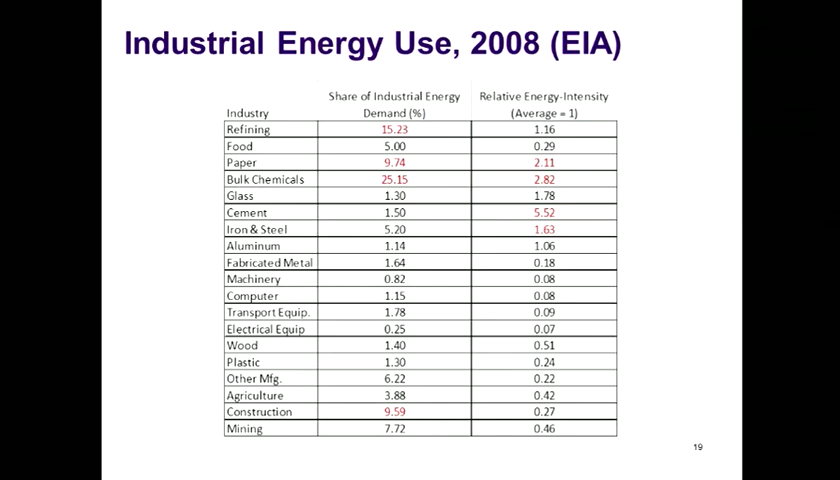 Industrial Energy Use, 2008 (EIA)
Share of Industrial Energy Relative Energy-Intensity
Industry Demand (%) (Average = 1)
Refining 15.23 1.16
Food 5.00 0.29
Paper 9.74 2.11
Bulk Chemicals 25.15 2.82
Glass 1.30 1.78
Cement 1.50 5.52
Iron & Steel 5.20 1.63
Aluminum 1.14 1.06
Fabricated Metal 1.64 0.18
Machinery 0.82 0.08
Computer 1.15 0.08
Transport Equip. 1.78 0.09
Electrical Equip 0.25 0.07
Wood 1.40 0.51
Plastic 1.30 0.24
Other Mfg. 6.22 0.22
Agriculture 3.88 0.42
Construction 9.59 0.27
Mining 7.72 0.46
19